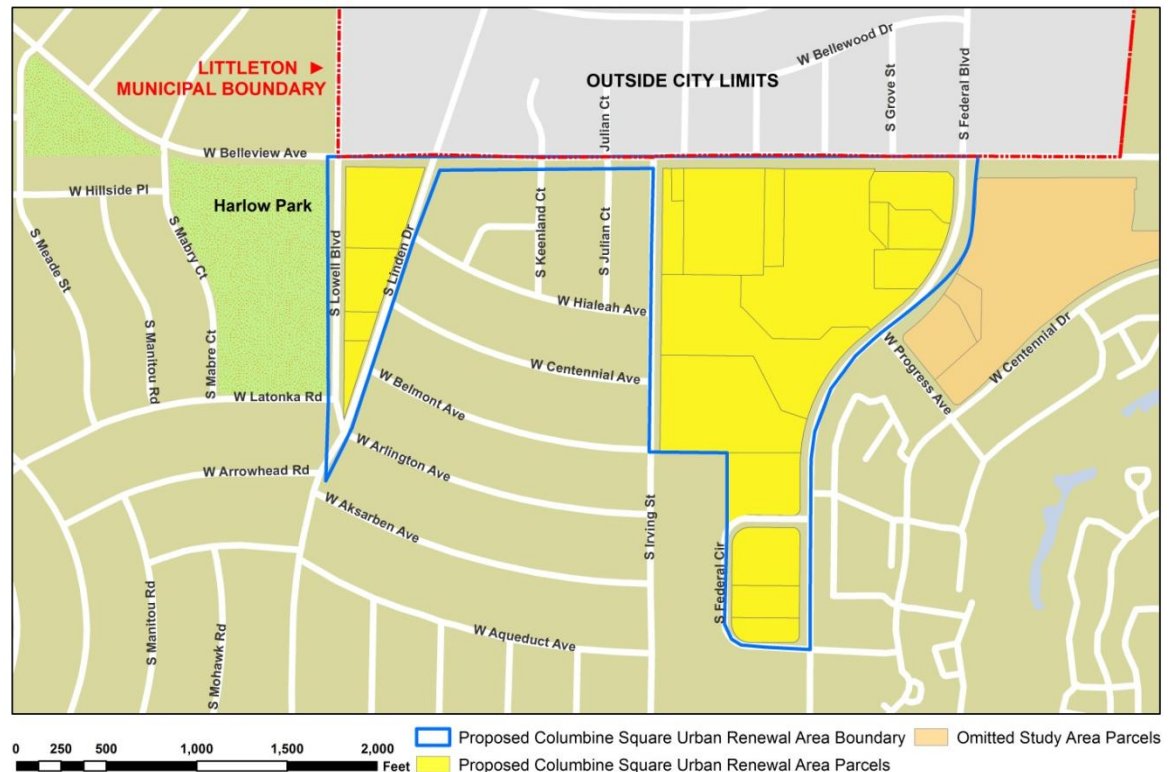 LITTLETON ►
MUNICIPAL BOUNDARY
OUTSIDE CITY LIMITS
W Bellewood Dr
S Grove St
S Federal Blvd
Julian Ct
W Belleview Ave
W Hillside Pl
Harlow Park
S Meade St
S Mabry Ct
S Manitou Rd
S Mabre Ct
S Lowell Blvd
S Linden Dr
S Keenland Ct
S Julian Ct
W Hialeah Ave
W Centennial Ave
W Belmont Ave
W Latonka Rd
W Arlington Ave
W Arrowhead Rd
W Aksarben Ave
S Irving St
S Federal Cir
W Progress Ave
W Centennial Dr
S Manitou Rd
S Mohawk Rd
W Aqueduct Ave
0 250 500 1,000 1,500 2,000
Feet
Proposed Columbine Square Urban Renewal Area Boundary
Omitted Study Area Parcels
Proposed Columbine Square Urban Renewal Area Parcels